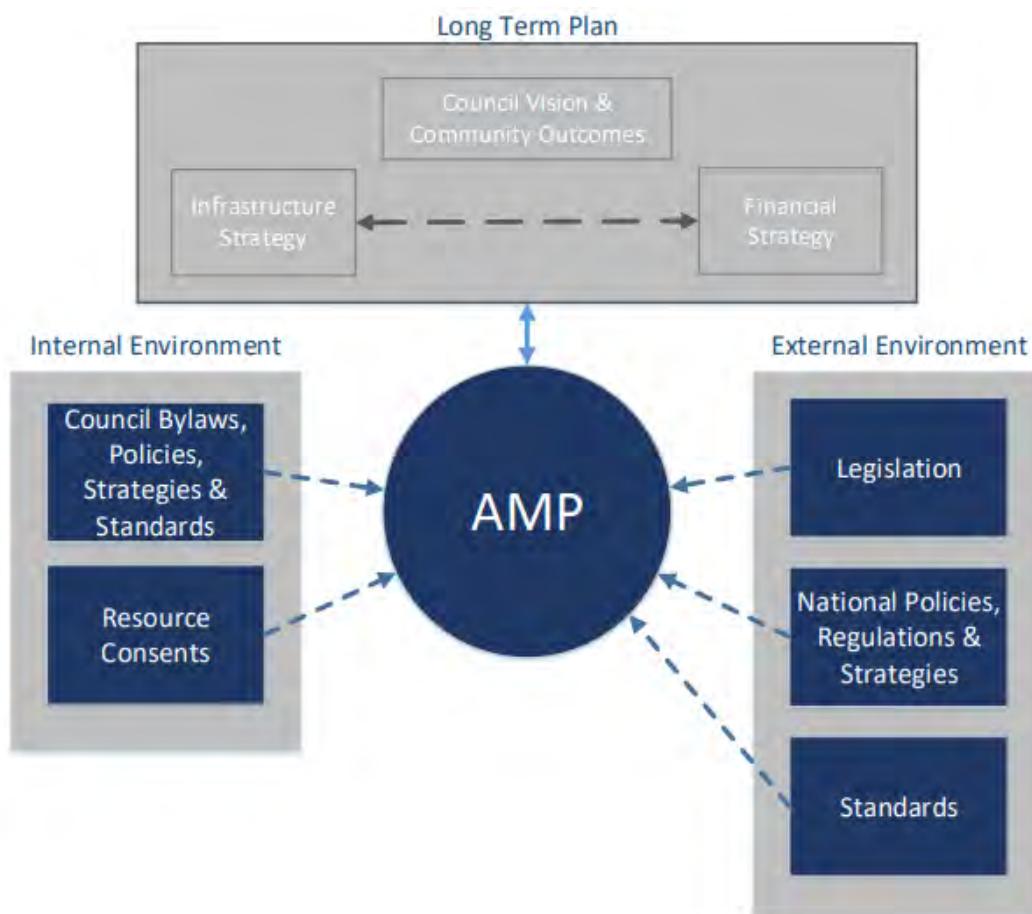 Long Term Plan
Council Vision &
Community Outcomes
Infrastructure
Strategy
Financial
Strategy
Internal Environment
External Environment
Council Bylaws,
Policies,
Strategies &
Standards
Resource
Consents
AMP
Legislation
National Policies,
Regulations &
Strategies
Standards